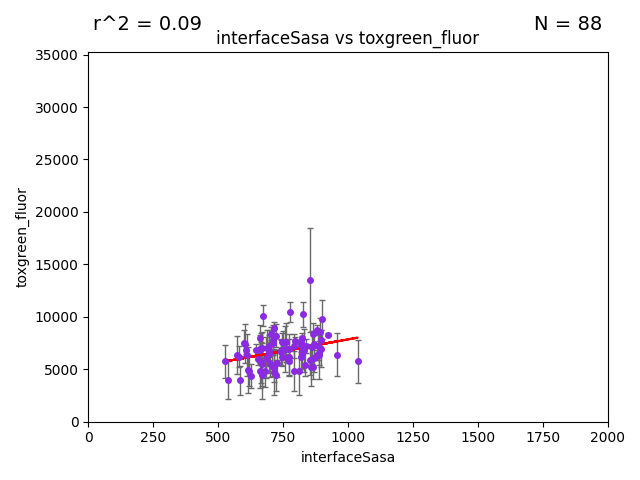 r^2 = 0.09
N = 88
interfaceSasa vs toxgreen_fluor
35000
30000
25000
20000
15000
10000
5000
0
toxgreen_fluor
0 250 500 750 1000 1250 1500 1750 2000
interfaceSasa